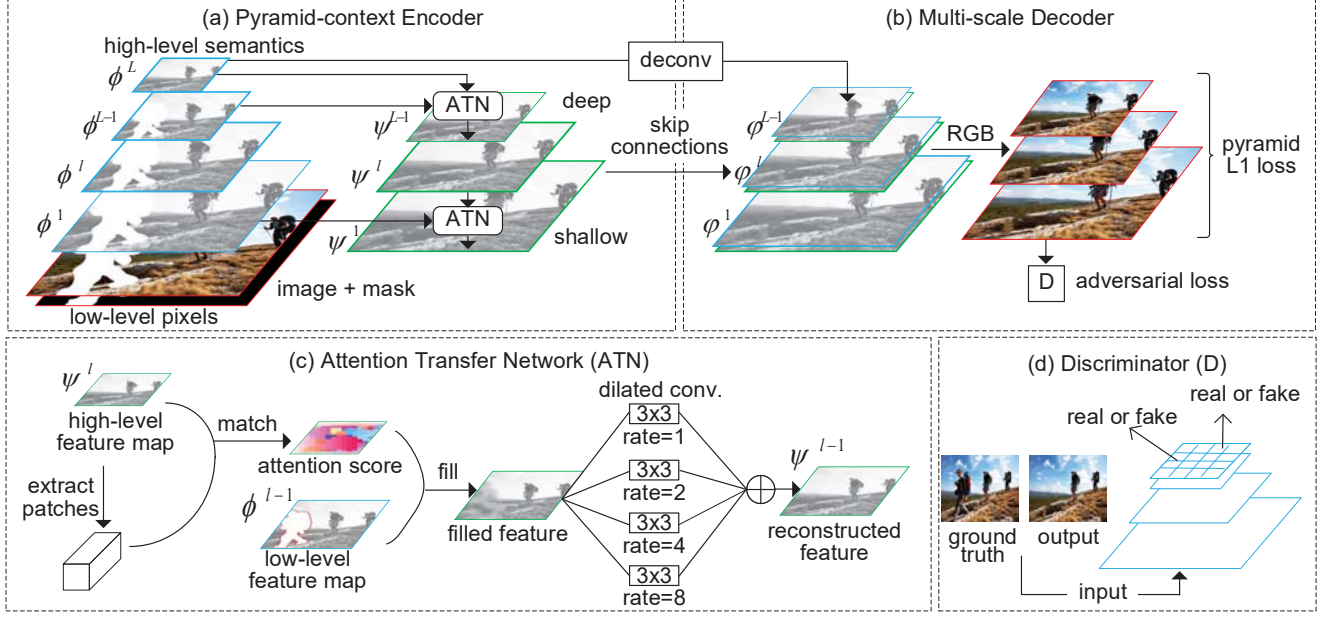 (a) Pyramid-context Encoder
high-level semantics
ϕ^L
ATN
deep
ϕ^{L-1}
ψ^{L-1}
ϕ^l
ψ^l
ϕ^1
ATN
ψ^1
shallow
image + mask
low-level pixels
deconv
skip
connections
(b) Multi-scale Decoder
φ^{L-1}
RGB
φ^l
pyramid
L1 loss
φ^1
D
adversarial loss
(c) Attention Transfer Network (ATN)
ψ^l
high-level
feature map
extract
patches
match
attention score
ϕ^{l-1}
low-level
feature map
fill
filled feature
dilated conv.
3x3
rate=1
3x3
rate=2
3x3
rate=4
3x3
rate=8
ψ^{l-1}
reconstructed
feature
(d) Discriminator (D)
real or fake
real or fake
ground
truth
output
input